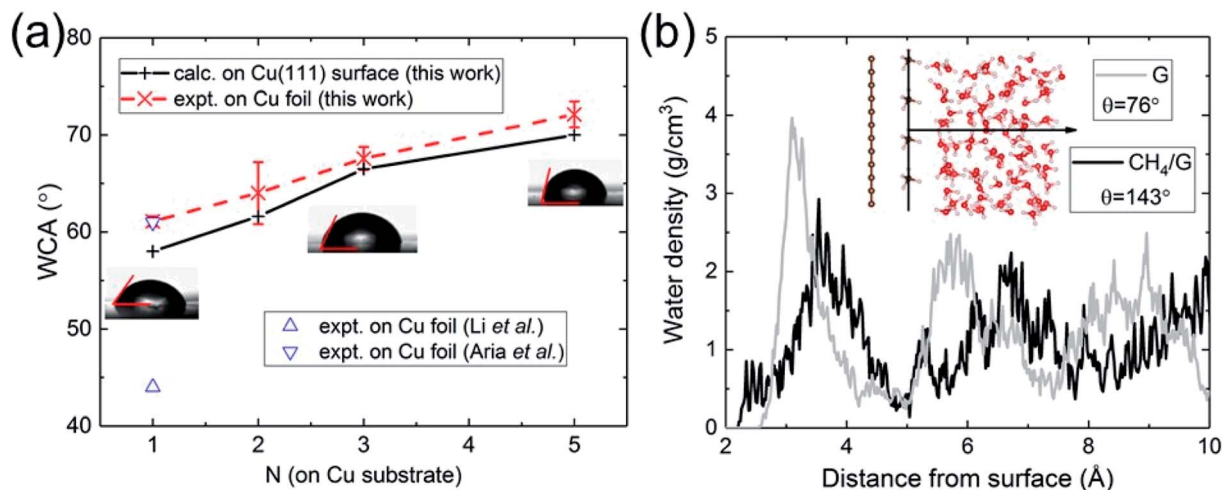 (a)
calc. on Cu(111) surface (this work)
expt. on Cu foil (this work)
80
70
60
50
40
WCA (°)
expt. on Cu foil (Li et al.)
expt. on Cu foil (Aria et al.)
1 2 3 4 5
N (on Cu substrate)
(b)
5
4
3
2
1
0
Water density (g/cm³)
G
θ=76°
CH₄/G
θ=143°
2 4 6 8 10
Distance from surface (Å)